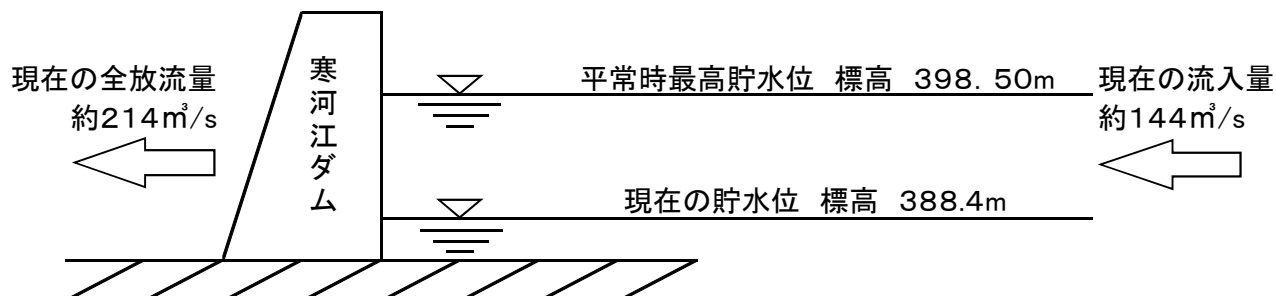 現在の全放流量
約214㎥/s
寒河江ダム
平常時最高貯水位 標高 398．50m
現在の貯水位 標高 388.4m
現在の流入量
約144㎥/s